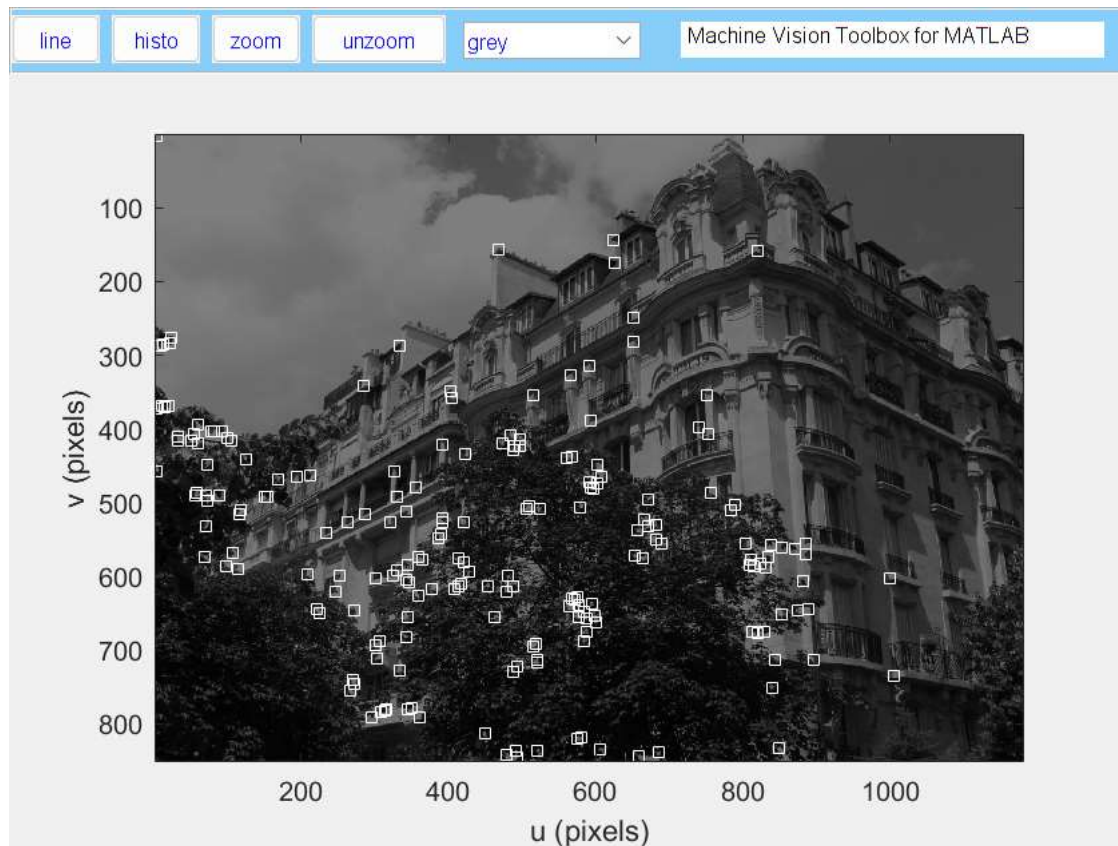 line histo zoom unzoom grey Machine Vision Toolbox for MATLAB
100
200
300
400
500
600
700
800
v (pixels)
200 400 600 800 1000
u (pixels)